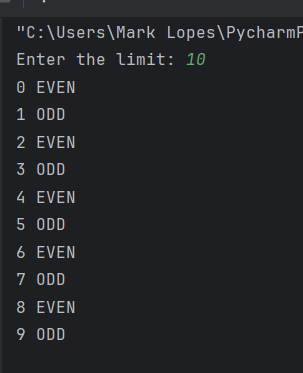 "C:\Users\Mark Lopes\Pycharm
Enter the limit: 10
0 EVEN
1 ODD
2 EVEN
3 ODD
4 EVEN
5 ODD
6 EVEN
7 ODD
8 EVEN
9 ODD